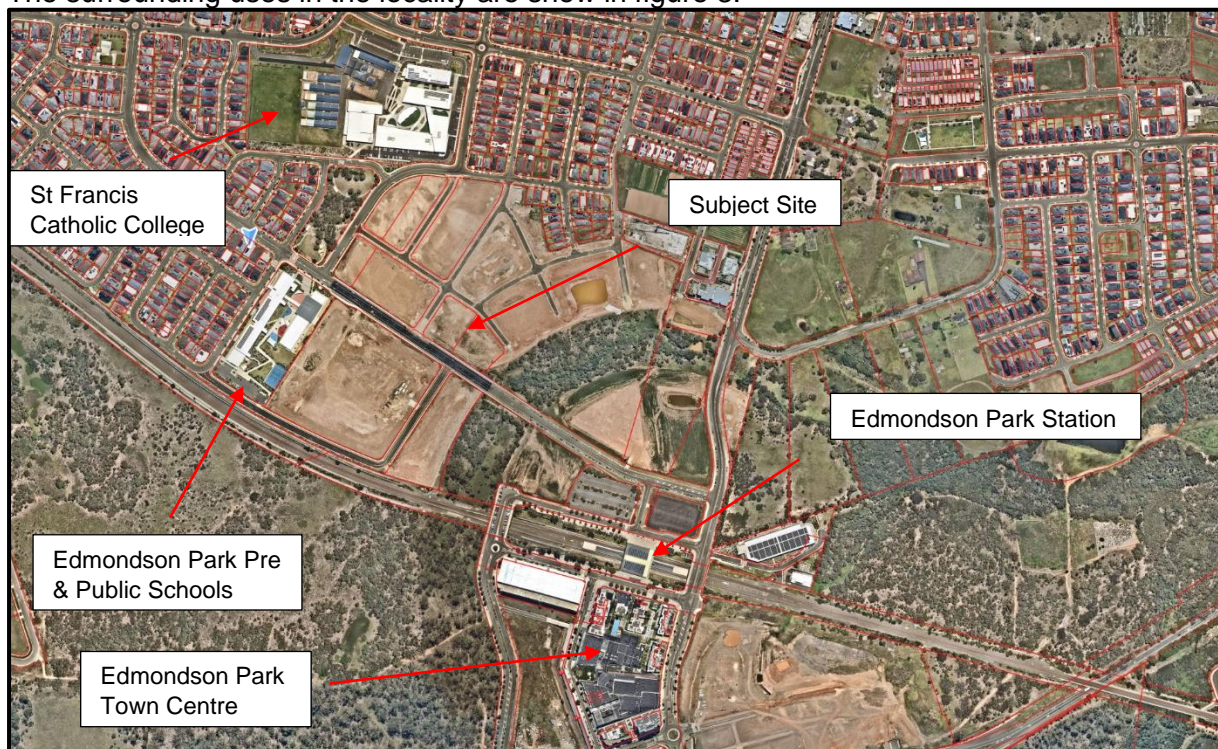 The surrounding uses in the locality are show in figure 3.
St Francis
Catholic College
Subject Site
Edmondson Park Station
Edmondson Park Pre
& Public Schools
Edmondson Park
Town Centre